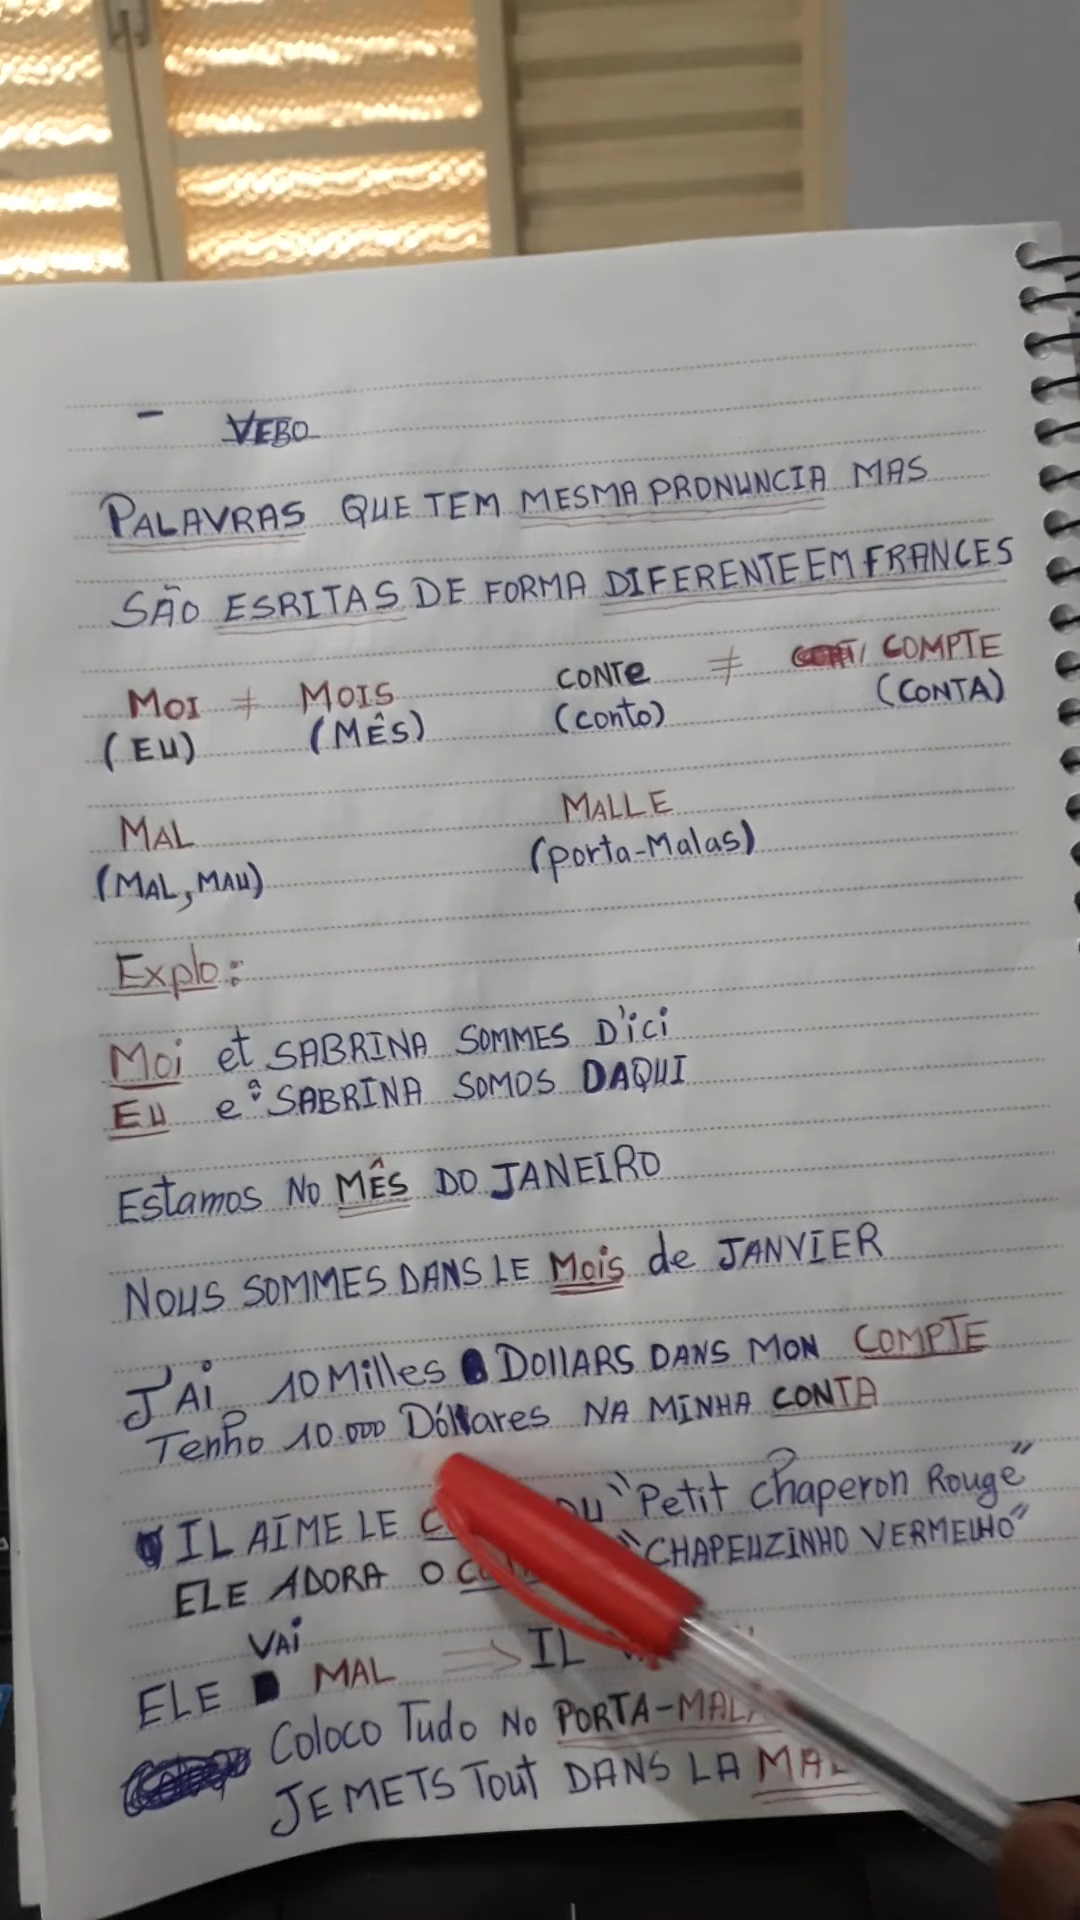 VEBO
PALAVRAS QUE TEM MESMA PRONUNCIA MAS
SÃO ESRITAS DE FORMA DIFERENTE EM FRANCES
MOI ≠ MOIS CONTE ≠ COMPTE
(EU) (MÊS) (conto) (CONTA)
MAL MALLE
(MAL, MAU) (porta-Malas)
Explo:
Moi et SABRINA SOMMES D'ici
EU e a SABRINA SOMOS DAQUI
Estamos NO MÊS DO JANEIRO
NOUS SOMMES DANS LE Mois de JANVIER
J'Ai 10 Milles DOllARS DANS MON COMPTE
Tenho 10.000 Dóllares NA MINHA CONTA
IL AIME LE "Petit chaperon Rouge"
ELE ADORA O "CHAPEUZINHO VERMELHO"
VAi
ELE MAL ⇒ IL
Coloco Tudo NO PORTA-MALA
JE METS Tout DANS LA